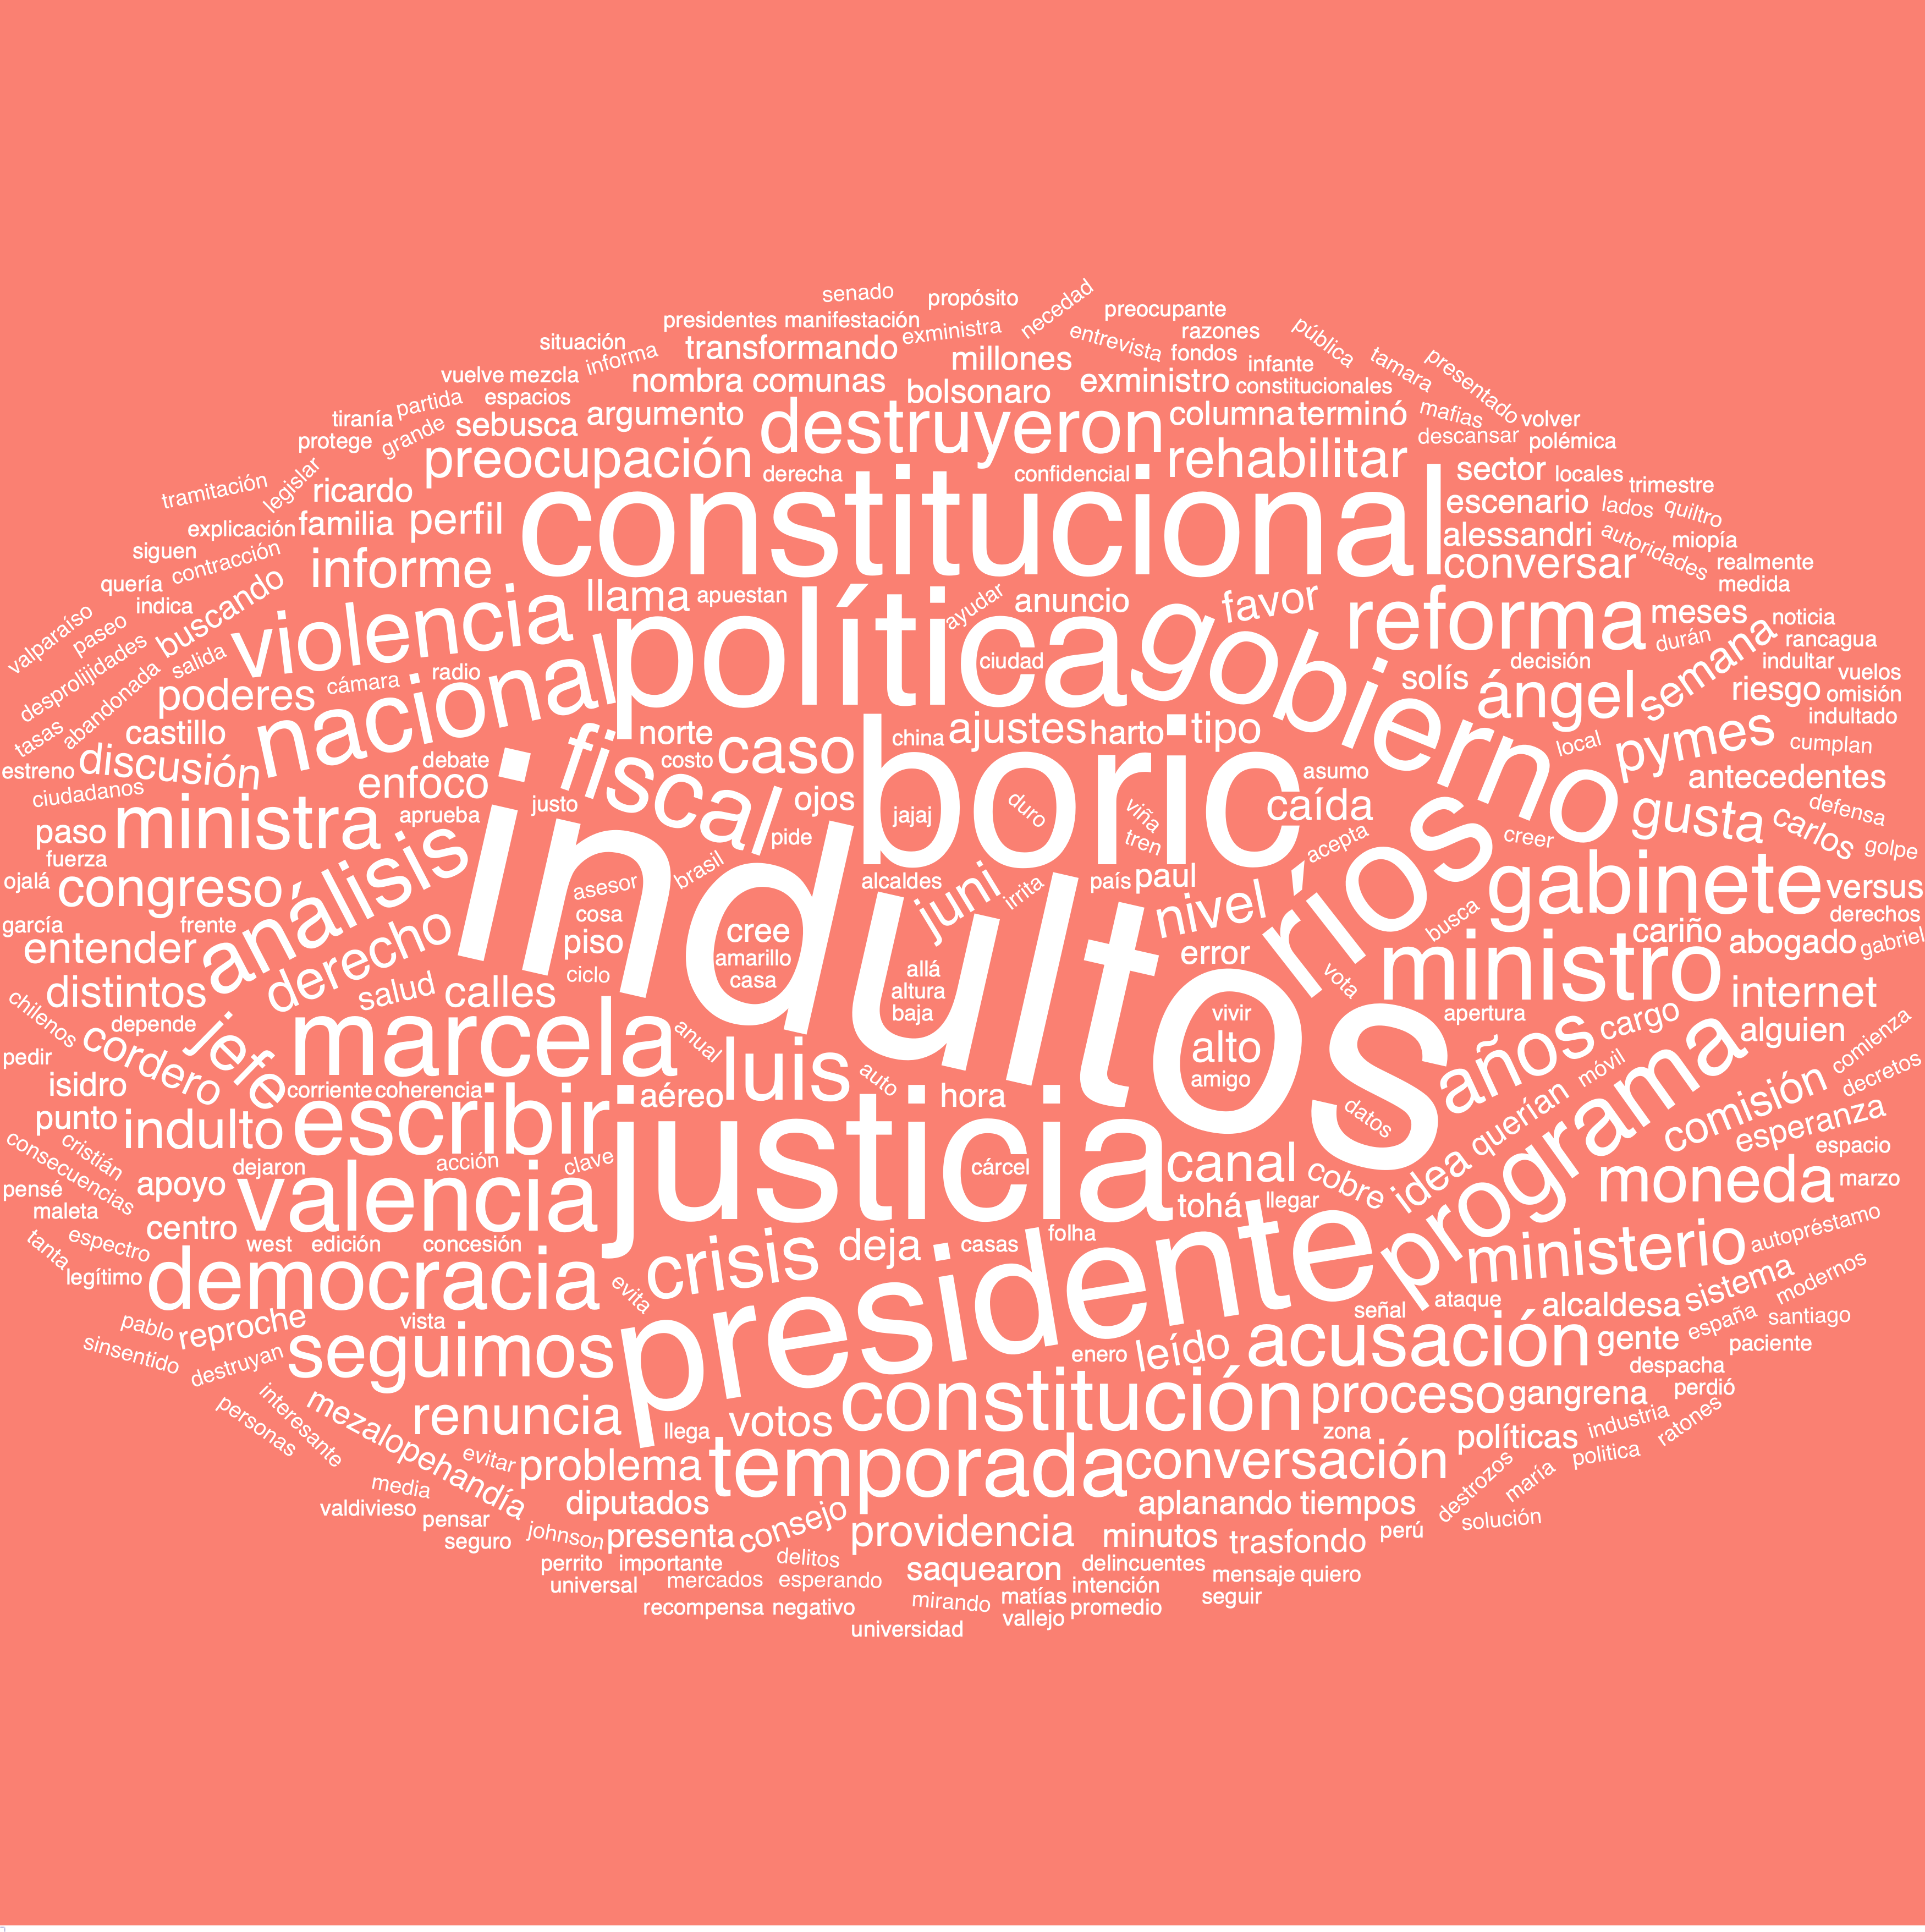 senado
propósito
necedad
preocupante
presidentes
manifestación
exministra
entrevista
razones
pública
situación
informa
transformando
millones
fondos
infante
tamara
presentado
vuelve
mezcla
nombra
comunas
bolsonaro
exministro
constitucionales
mafias
volver
tiranía
partida
espacios
argumento
destruyeron
columna
terminó
descansar
polémica
protege
grande
sebusca
preocupación
derecha
confidencial
rehabilitar
sector
locales
trimestre
tramitación
legislar
ricardo
constitucional
escenario
lados
quiltro
explicación
familia
perfil
alessandri
autoridades
miopía
siguen
contracción
informe
conversar
realmente
medida
quería
indica
buscando
violencia
llama
apuestan
política
ayudar
anuncio
favor
gobierno
reforma
meses
noticia
valparaíso
paseo
desprolijidades
salida
nacional
ciudad
durán
semana
rancagua
abandonada
poderes
cámara
radio
decisión
indultar
vuelos
solís
ángel
riesgo
omisión
tasas
castillo
fiscal
norte
china
ajustes
harto
tipo
indultado
estreno
discusión
debate
costo
caso
boric
local
pymes
cumplan
ciudadanos
enfoco
ojos
asumo
antecedentes
paso
ministra
aprueba
justo
indultos
jajaj
duro
viña
caída
gusta
carlos
defensa
fuerza
análisis
pide
tren
acepta
ríos
creer
golpe
ojalá
congreso
asesor
brasil
alcaldes
juni
irrita
país
paul
gabinete
versus
garcía
frente
cosa
cree
nivel
busca
cariño
derechos
entender
derecho
piso
amarillo
error
ministro
abogado
gabriel
distintos
salud
calles
ciclo
casa
allá
altura
vota
internet
chilenos
depende
jefe
marcela
anual
baja
vivir
apertura
años
cargo
alguien
pedir
cordero
luis
auto
alto
amigo
programa
móvil
comienza
isidro
corriente
coherencia
aéreo
hora
datos
querían
comisión
decretos
punto
indulto
escribir
justicia
idea
esperanza
espacio
consecuencias
cristián
dejaron
acción
clave
cárcel
canal
cobre
moneda
marzo
pensé
apoyo
valencia
tohá
llegar
maleta
centro
presidente
tanta
espectro
west
edición
concesión
crisis
deja
casas
folha
ministerio
autopréstamo
legítimo
democracia
evita
señal
ataque
alcaldesa
sistema
modernos
pablo
reproche
vista
acusación
gente
españa
santiago
sinsentido
destruyan
seguimos
enero
leído
despacha
paciente
personas
interesante
mezalopehandía
renuncia
llega
votos
constitución
proceso
gangrena
perdió
evitar
problema
temporada
conversación
zona
políticas
industria
ratones
media
valdivieso
diputados
aplanando
tiempos
destrozos
maría
politica
pensar
seguro
johnson
presenta
consejo
providencia
minutos
trasfondo
perú
solución
perrito
importante
delitos
saquearon
delincuentes
mensaje
quiero
universal
mercados
esperando
intención
recompensa
negativo
mirando
matías
promedio
seguir
vallejo
universidad